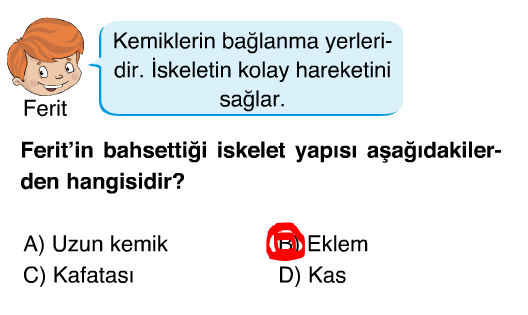 Kemiklerin bağlanma yerleri-
dir. İskeletin kolay hareketini
sağlar.
Ferit
Ferit'in bahsettiği iskelet yapısı aşağıdakiler-
den hangisidir?
A) Uzun kemik
B) Eklem
C) Kafatası
D) Kas